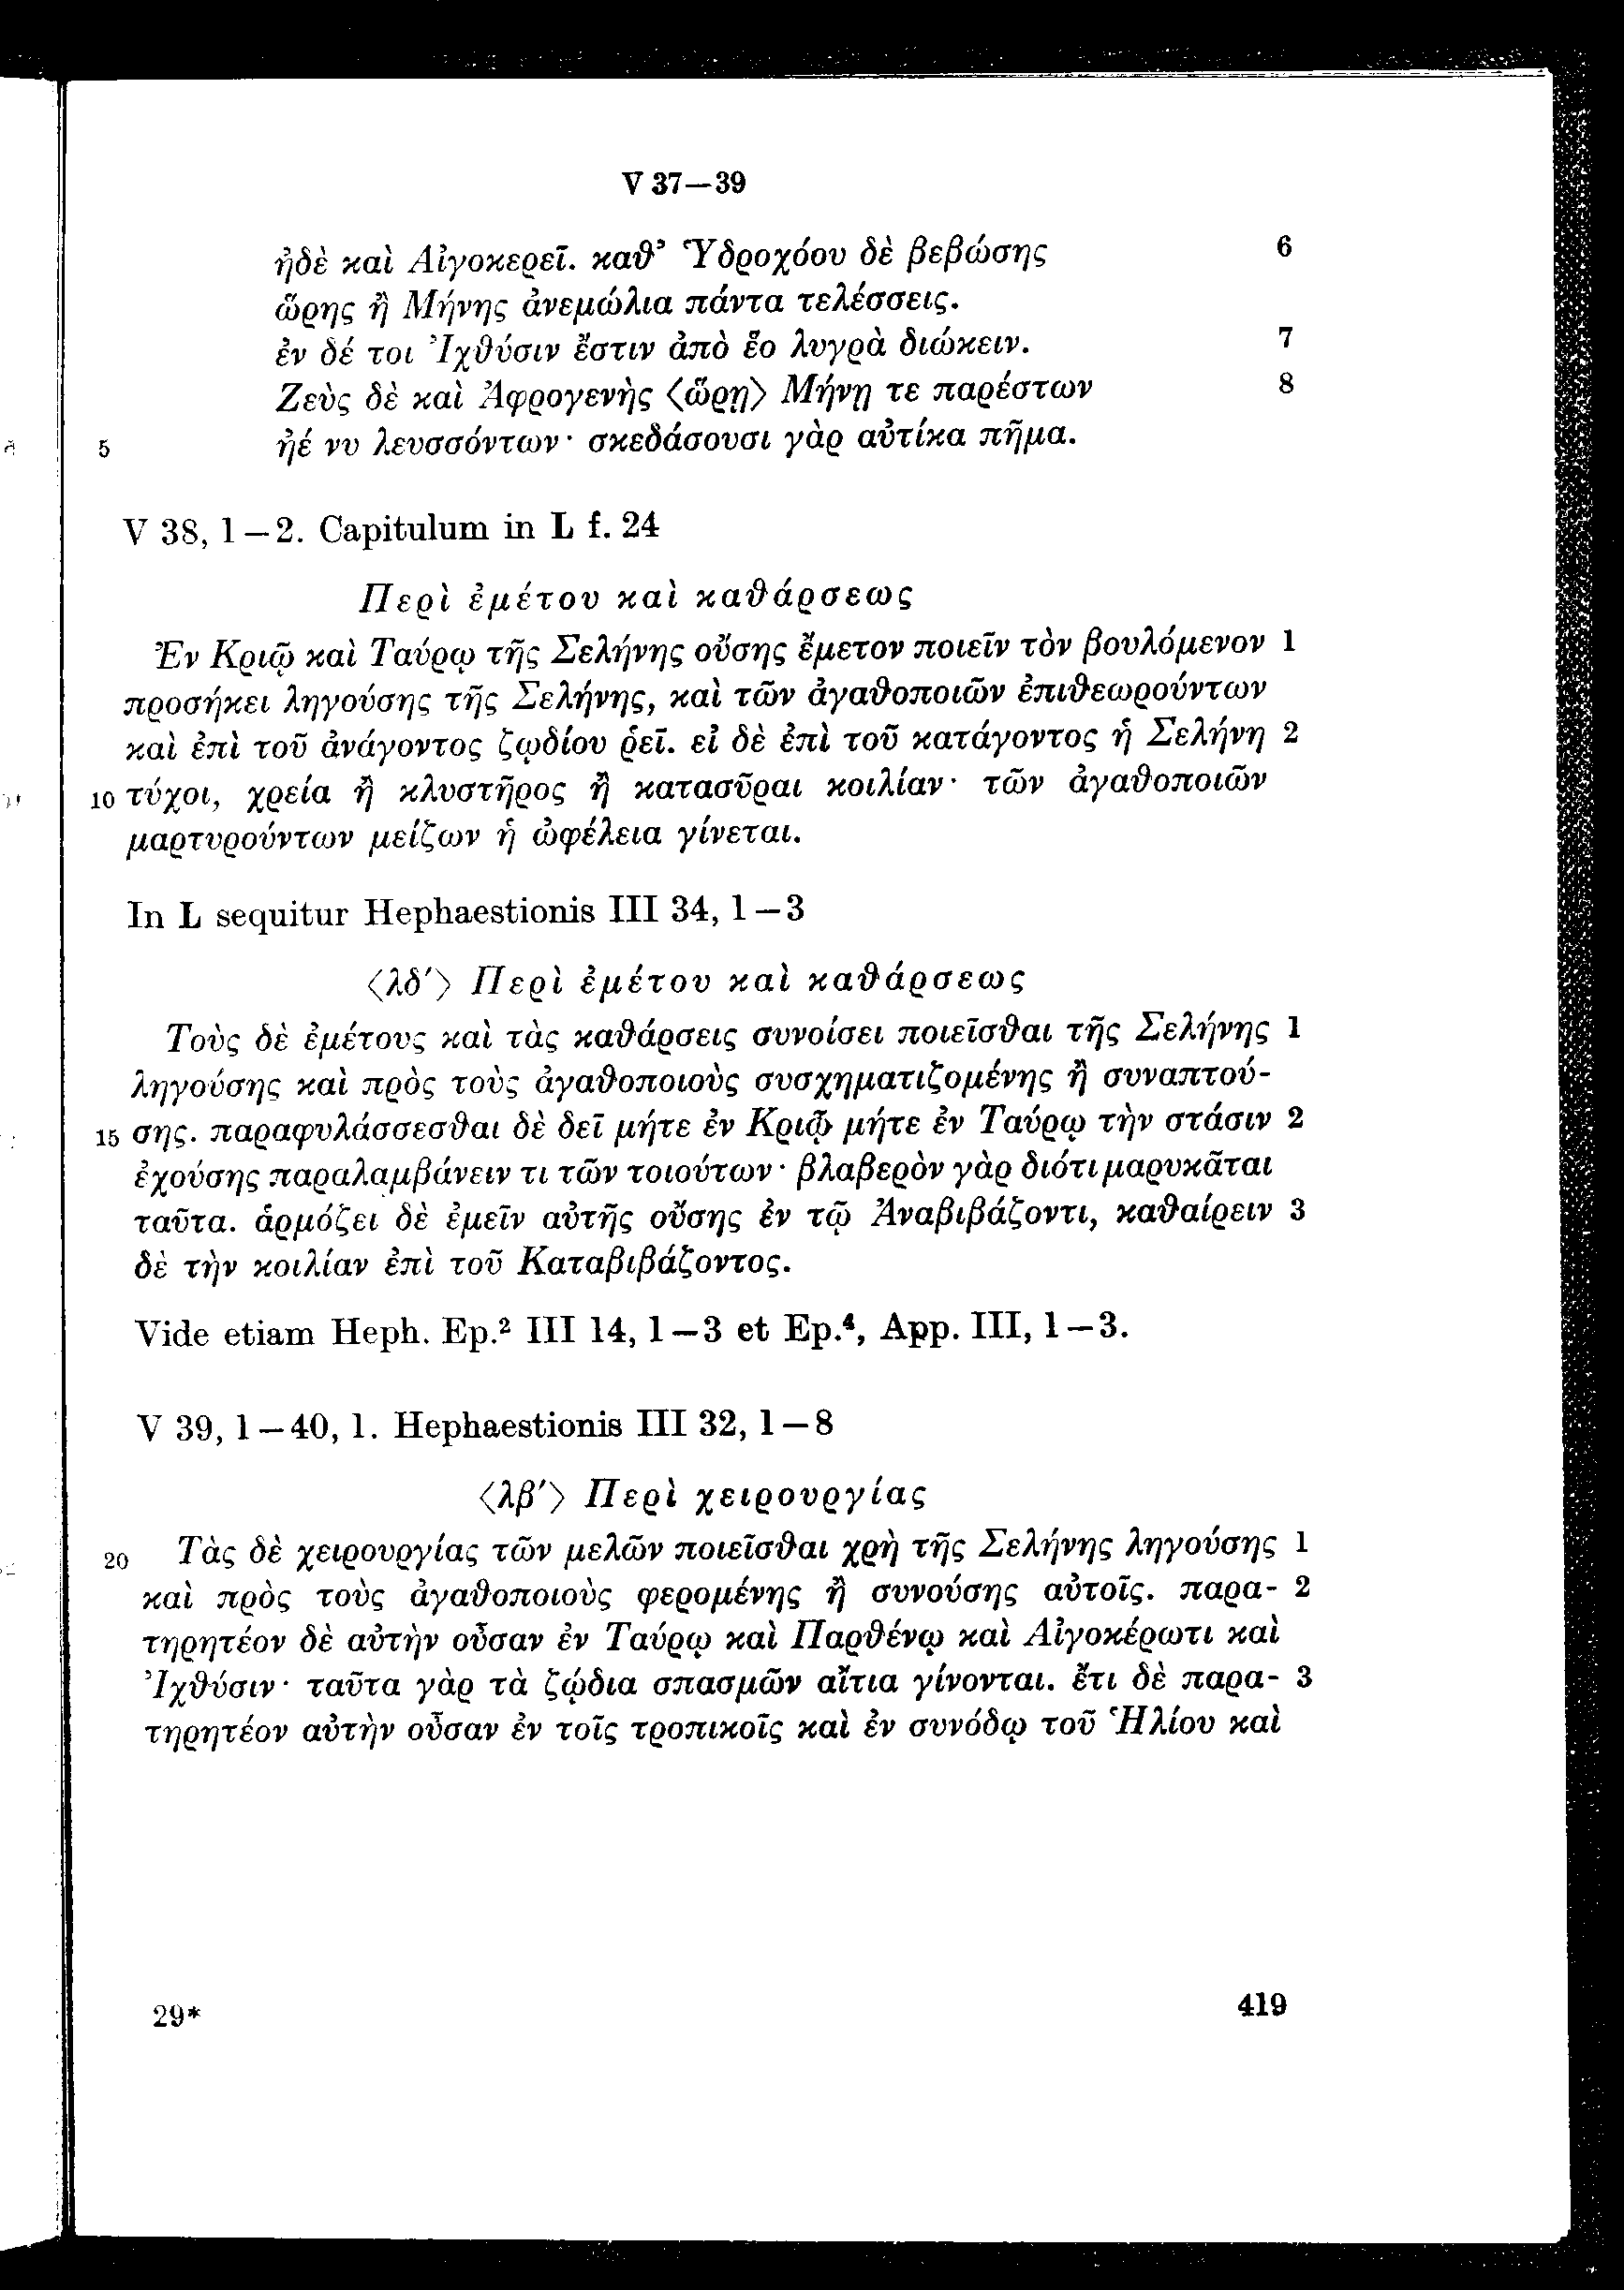 V 37—39
ἠδὲ καὶ Αἰγοκερεῖ. καθ’ Ὑδροχόου δὲ βεβώσης 6
ὥρης ἢ Μήνης ἀνεμώλια πάντα τελέσσεις.
ἐν δέ τοι Ἰχθύσιν ἔστιν ἀπὸ ἕο λυγρὰ διώκειν. 7
Ζεὺς δὲ καὶ Ἀφρογενὴς ⟨ὥρῃ⟩ Μήνῃ τε παρέστων 8
5 ἠέ νυ λευσσόντων· σκεδάσουσι γὰρ αὐτίκα πῆμα.
V 38, 1—2. Capitulum in L f. 24
Περὶ ἐμέτου καὶ καθάρσεως
Ἐν Κριῷ καὶ Ταύρῳ τῆς Σελήνης οὔσης ἔμετον ποιεῖν τὸν βουλόμενον 1
προσήκει ληγούσης τῆς Σελήνης, καὶ τῶν ἀγαθοποιῶν ἐπιθεωρούντων
καὶ ἐπὶ τοῦ ἀνάγοντος ζῳδίου ῥεῖ. εἰ δὲ ἐπὶ τοῦ κατάγοντος ἡ Σελήνη 2
10 τύχοι, χρεία ἢ κλυστῆρος ἢ κατασῦραι κοιλίαν· τῶν ἀγαθοποιῶν
μαρτυρούντων μείζων ἡ ὠφέλεια γίνεται.
In L sequitur Hephaestionis III 34, 1—3
⟨λδʹ⟩ Περὶ ἐμέτου καὶ καθάρσεως
Τοὺς δὲ ἐμέτους καὶ τὰς καθάρσεις συνοίσει ποιεῖσθαι τῆς Σελήνης 1
ληγούσης καὶ πρὸς τοὺς ἀγαθοποιοὺς συσχηματιζομένης ἢ συναπτού-
15 σης. παραφυλάσσεσθαι δὲ δεῖ μήτε ἐν Κριῷ μήτε ἐν Ταύρῳ τὴν στάσιν 2
ἐχούσης παραλαμβάνειν τι τῶν τοιούτων· βλαβερὸν γὰρ διότι μαρυκᾶται
ταῦτα. ἁρμόζει δὲ ἐμεῖν αὐτῆς οὔσης ἐν τῷ Ἀναβιβάζοντι, καθαίρειν 3
δὲ τὴν κοιλίαν ἐπὶ τοῦ Καταβιβάζοντος.
Vide etiam Heph. Ep.² III 14, 1—3 et Ep.⁴, App. III, 1—3.
V 39, 1—40, 1. Hephaestionis III 32, 1—8
⟨λβʹ⟩ Περὶ χειρουργίας
20 Τὰς δὲ χειρουργίας τῶν μελῶν ποιεῖσθαι χρὴ τῆς Σελήνης ληγούσης 1
καὶ πρὸς τοὺς ἀγαθοποιοὺς φερομένης ἢ συνούσης αὐτοῖς. παρα- 2
τηρητέον δὲ αὐτὴν οὖσαν ἐν Ταύρῳ καὶ Παρθένῳ καὶ Αἰγοκέρωτι καὶ
Ἰχθύσιν· ταῦτα γὰρ τὰ ζῴδια σπασμῶν αἴτια γίνονται. ἔτι δὲ παρα- 3
τηρητέον αὐτὴν οὖσαν ἐν τοῖς τροπικοῖς καὶ ἐν συνόδῳ τοῦ Ἡλίου καὶ
29*
419